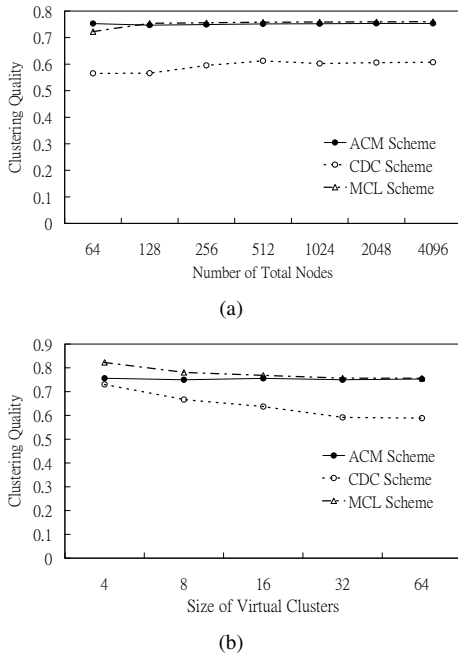 0.8
0.7
0.6
0.5
0.4
0.3
0.2
0.1
0
Clustering Quality
ACM Scheme
CDC Scheme
MCL Scheme
64 128 256 512 1024 2048 4096
Number of Total Nodes
(a)
0.9
0.8
0.7
0.6
0.5
0.4
0.3
0.2
0.1
0
Clustering Quality
ACM Scheme
CDC Scheme
MCL Scheme
4 8 16 32 64
Size of Virtual Clusters
(b)